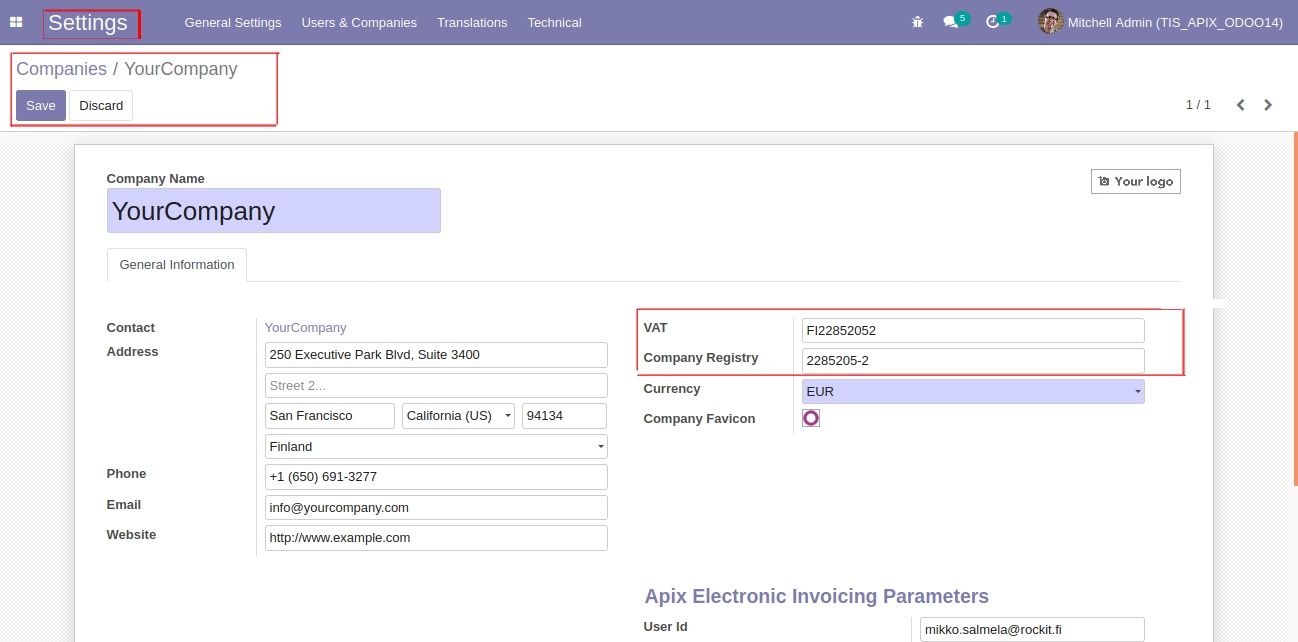 Settings General Settings Users & Companies Translations Technical 5 1 Mitchell Admin (TIS_APIX_ODOO14)
Companies / YourCompany
Save Discard 1 / 1
Company Name
Your logo
YourCompany
General Information
Contact YourCompany
Address
250 Executive Park Blvd, Suite 3400
Street 2...
San Francisco California (US) 94134
Finland
Phone +1 (650) 691-3277
Email info@yourcompany.com
Website http://www.example.com
VAT FI22852052
Company Registry 2285205-2
Currency EUR
Company Favicon
Apix Electronic Invoicing Parameters
User Id mikko.salmela@rockit.fi